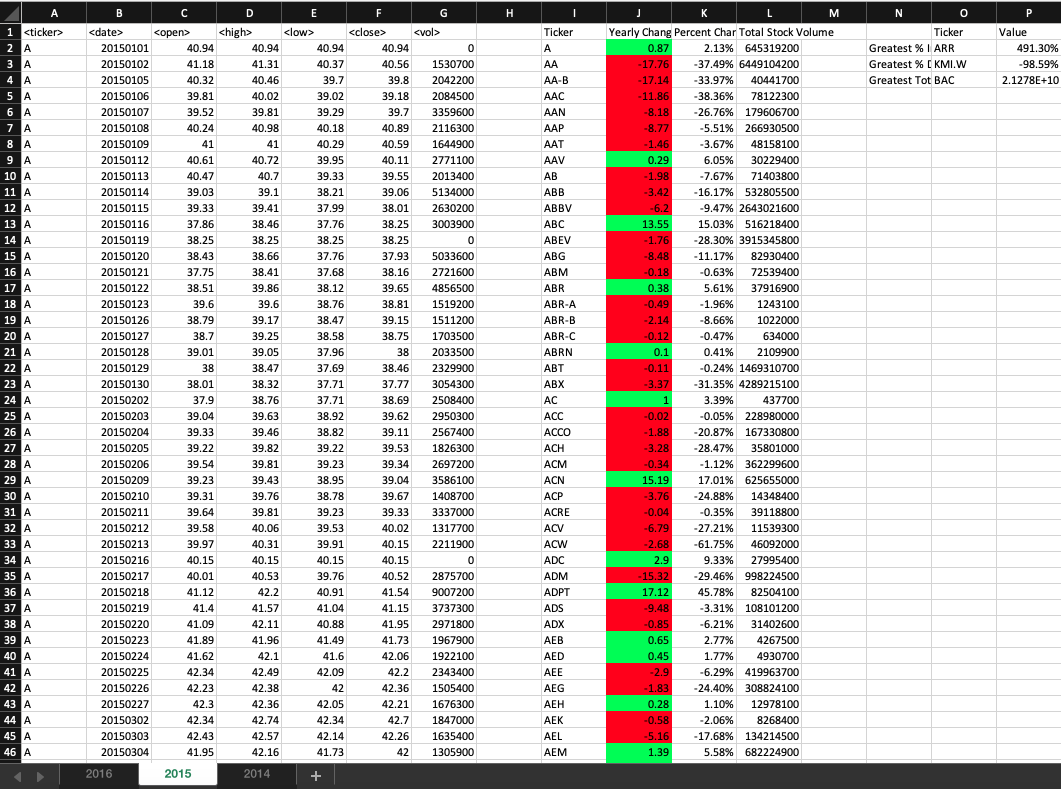 A B C D E F G H I J K L M N O P
1 <ticker> <date> <open> <high> <low> <close> <vol> Ticker Yearly Chang Percent Char Total Stock Volume Ticker Value
2 A 20150101 40.94 40.94 40.94 40.94 0 A 0.87 2.13% 645319200 Greatest % I ARR 491.30%
3 A 20150102 41.18 41.31 40.37 40.56 1530700 AA -17.76 -37.49% 6449104200 Greatest % D KMI.W -98.59%
4 A 20150105 40.32 40.46 39.7 39.8 2042200 AA-B -17.14 -33.97% 40441700 Greatest Tot BAC 2.1278E+10
5 A 20150106 39.81 40.02 39.02 39.18 2084500 AAC -11.86 -38.36% 78122300
6 A 20150107 39.52 39.81 39.29 39.7 3359600 AAN -8.18 -26.76% 179606700
7 A 20150108 40.24 40.98 40.18 40.89 2116300 AAP -8.77 -5.51% 266930500
8 A 20150109 41 41 40.29 40.59 1644900 AAT -1.46 -3.67% 48158100
9 A 20150112 40.61 40.72 39.95 40.11 2771100 AAV 0.29 6.05% 30229400
10 A 20150113 40.47 40.7 39.33 39.55 2013400 AB -1.98 -7.67% 71403800
11 A 20150114 39.03 39.1 38.21 39.06 5134000 ABB -3.42 -16.17% 532805500
12 A 20150115 39.33 39.41 37.99 38.01 2630200 ABBV -6.2 -9.47% 2643021600
13 A 20150116 37.86 38.46 37.76 38.25 3003900 ABC 13.55 15.03% 516218400
14 A 20150119 38.25 38.25 38.25 38.25 0 ABEV -1.76 -28.30% 3915345800
15 A 20150120 38.43 38.66 37.76 37.93 5033600 ABG -8.48 -11.17% 82930400
16 A 20150121 37.75 38.41 37.68 38.16 2721600 ABM -0.18 -0.63% 72539400
17 A 20150122 38.51 39.86 38.12 39.65 4856500 ABR 0.38 5.61% 37916900
18 A 20150123 39.6 39.6 38.76 38.81 1519200 ABR-A -0.49 -1.96% 1243100
19 A 20150126 38.79 39.17 38.47 39.15 1511200 ABR-B -2.14 -8.66% 1022000
20 A 20150127 38.7 39.25 38.58 38.75 1703500 ABR-C -0.12 -0.47% 634000
21 A 20150128 39.01 39.05 37.96 38 2033500 ABRN 0.1 0.41% 2109900
22 A 20150129 38 38.47 37.69 38.46 2329900 ABT -0.11 -0.24% 1469310700
23 A 20150130 38.01 38.32 37.71 37.77 3054300 ABX -3.37 -31.35% 4289215100
24 A 20150202 37.9 38.76 37.71 38.69 2508400 AC 1 3.39% 437700
25 A 20150203 39.04 39.63 38.92 39.62 2950300 ACC -0.02 -0.05% 228980000
26 A 20150204 39.33 39.46 38.82 39.11 2567400 ACCO -1.88 -20.87% 167330800
27 A 20150205 39.22 39.82 39.22 39.53 1826300 ACH -3.28 -28.47% 35801000
28 A 20150206 39.54 39.81 39.23 39.34 2697200 ACM -0.34 -1.12% 362299600
29 A 20150209 39.23 39.43 38.95 39.04 3586100 ACN 15.19 17.01% 625655000
30 A 20150210 39.31 39.76 38.78 39.67 1408700 ACP -3.76 -24.88% 14348400
31 A 20150211 39.64 39.81 39.23 39.33 3337000 ACRE -0.04 -0.35% 39118800
32 A 20150212 39.58 40.06 39.53 40.02 1317700 ACV -6.79 -27.21% 11539300
33 A 20150213 39.97 40.31 39.91 40.15 2211900 ACW -2.68 -61.75% 46092000
34 A 20150216 40.15 40.15 40.15 40.15 0 ADC 2.9 9.33% 27995400
35 A 20150217 40.01 40.53 39.76 40.52 2875700 ADM -15.32 -29.46% 998224500
36 A 20150218 41.12 42.2 40.91 41.54 9007200 ADPT 17.12 45.78% 82504100
37 A 20150219 41.4 41.57 41.04 41.15 3737300 ADS -9.48 -3.31% 108101200
38 A 20150220 41.09 42.11 40.88 41.95 2971800 ADX -0.85 -6.21% 31402600
39 A 20150223 41.89 41.96 41.49 41.73 1967900 AEB 0.65 2.77% 4267500
40 A 20150224 41.62 42.1 41.6 42.06 1922100 AED 0.45 1.77% 4930700
41 A 20150225 42.34 42.49 42.09 42.2 2343400 AEE -2.9 -6.29% 419963700
42 A 20150226 42.23 42.38 42 42.36 1505400 AEG -1.83 -24.40% 308824100
43 A 20150227 42.3 42.36 42.05 42.21 1676300 AEH 0.28 1.10% 12978100
44 A 20150302 42.34 42.74 42.34 42.7 1847000 AEK -0.58 -2.06% 8268400
45 A 20150303 42.43 42.57 42.14 42.26 1635400 AEL -5.16 -17.68% 134214500
46 A 20150304 41.95 42.16 41.73 42 1305900 AEM 1.39 5.58% 682224900
2016 2015 2014 +